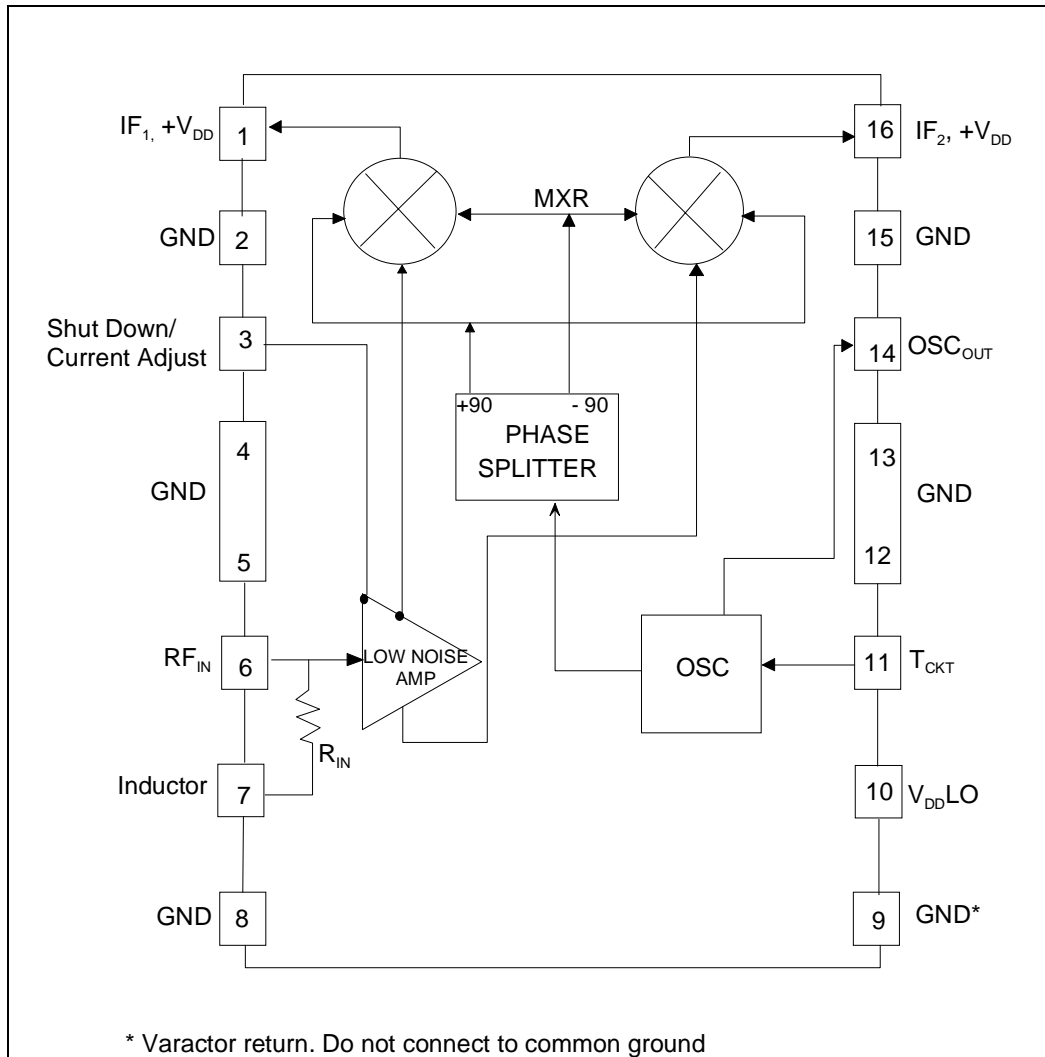 IF1, +VDD
1
16
IF2, +VDD
MXR
GND
2
15
GND
Shut Down/
Current Adjust
3
14
OSCOUT
+90
- 90
PHASE
SPLITTER
4
GND
5
13
GND
12
RFIN
6
LOW NOISE
AMP
OSC
11
TCKT
RIN
Inductor
7
10
VDDLO
GND
8
9
GND*
* Varactor return. Do not connect to common ground